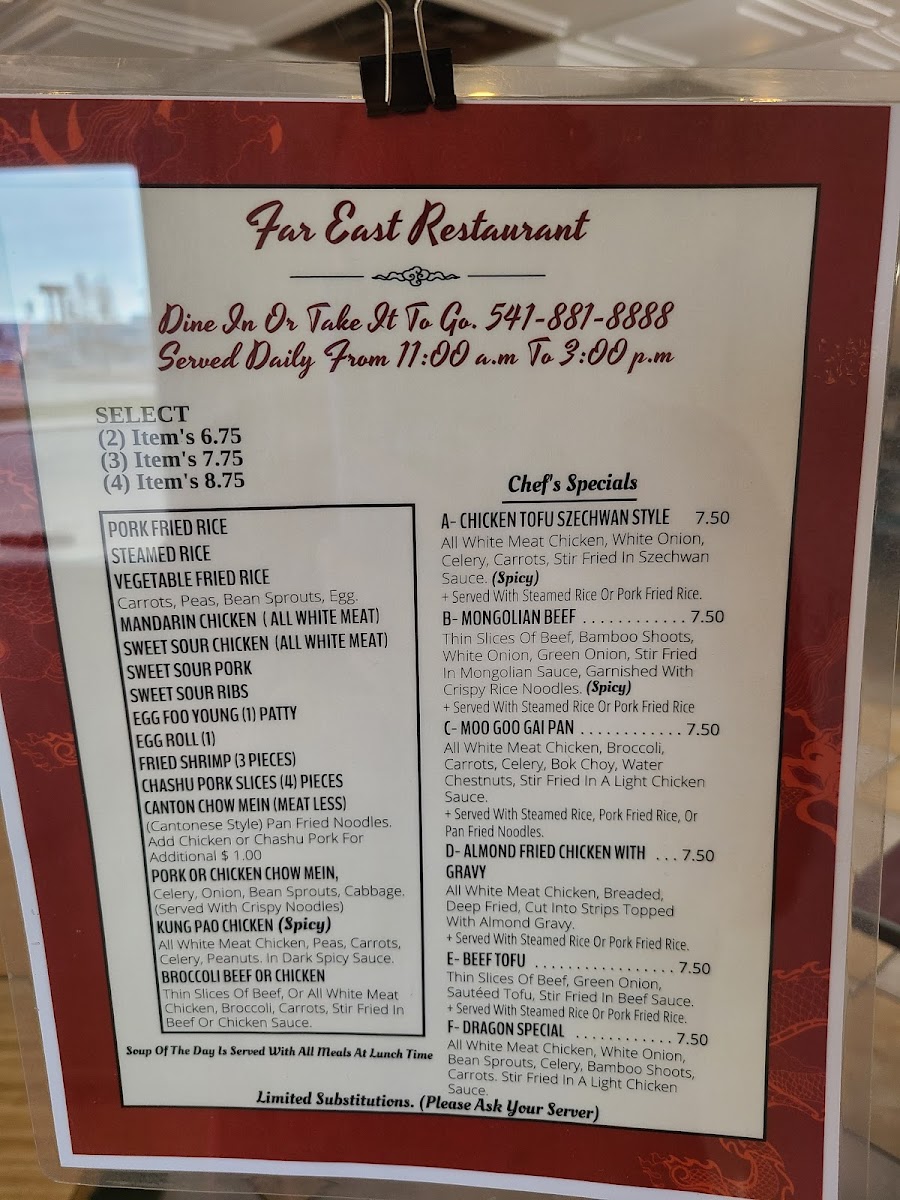 Far East Restaurant
Dine In Or Take It To Go. 541-881-8888
Served Daily From 11:00 a.m To 3:00 p.m
SELECT
(2) Item's 6.75
(3) Item's 7.75
(4) Item's 8.75
PORK FRIED RICE
STEAMED RICE
VEGETABLE FRIED RICE
Carrots, Peas, Bean Sprouts, Egg.
MANDARIN CHICKEN ( ALL WHITE MEAT)
SWEET SOUR CHICKEN (ALL WHITE MEAT)
SWEET SOUR PORK
SWEET SOUR RIBS
EGG FOO YOUNG (1) PATTY
EGG ROLL (1)
FRIED SHRIMP (3 PIECES)
CHASHU PORK SLICES (4) PIECES
CANTON CHOW MEIN (MEAT LESS)
(Cantonese Style) Pan Fried Noodles.
Add Chicken or Chashu Pork For
Additional $ 1.00
PORK OR CHICKEN CHOW MEIN,
Celery, Onion, Bean Sprouts, Cabbage.
(Served With Crispy Noodles)
KUNG PAO CHICKEN (Spicy)
All White Meat Chicken, Peas, Carrots,
Celery, Peanuts. In Dark Spicy Sauce.
BROCCOLI BEEF OR CHICKEN
Thin Slices Of Beef, Or All White Meat
Chicken, Broccoli, Carrots, Stir Fried In
Beef Or Chicken Sauce.
Soup Of The Day Is Served With All Meals At Lunch Time
Chef's Specials
A- CHICKEN TOFU SZECHWAN STYLE 7.50
All White Meat Chicken, White Onion,
Celery, Carrots, Stir Fried In Szechwan
Sauce. (Spicy)
+ Served With Steamed Rice Or Pork Fried Rice.
B- MONGOLIAN BEEF ............ 7.50
Thin Slices Of Beef, Bamboo Shoots,
White Onion, Green Onion, Stir Fried
In Mongolian Sauce, Garnished With
Crispy Rice Noodles. (Spicy)
+ Served With Steamed Rice Or Pork Fried Rice
C- MOO GOO GAI PAN ............ 7.50
All White Meat Chicken, Broccoli,
Carrots, Celery, Bok Choy, Water
Chestnuts, Stir Fried In A Light Chicken
Sauce.
+ Served With Steamed Rice, Pork Fried Rice, Or
Pan Fried Noodles.
D- ALMOND FRIED CHICKEN WITH ... 7.50
GRAVY
All White Meat Chicken, Breaded,
Deep Fried, Cut Into Strips Topped
With Almond Gravy.
+ Served With Steamed Rice Or Pork Fried Rice.
E- BEEF TOFU ................. 7.50
Thin Slices Of Beef, Green Onion,
Sautéed Tofu, Stir Fried In Beef Sauce.
+ Served With Steamed Rice Or Pork Fried Rice.
F- DRAGON SPECIAL ............ 7.50
All White Meat Chicken, White Onion,
Bean Sprouts, Celery, Bamboo Shoots,
Carrots. Stir Fried In A Light Chicken
Sauce.
Limited Substitutions. (Please Ask Your Server)